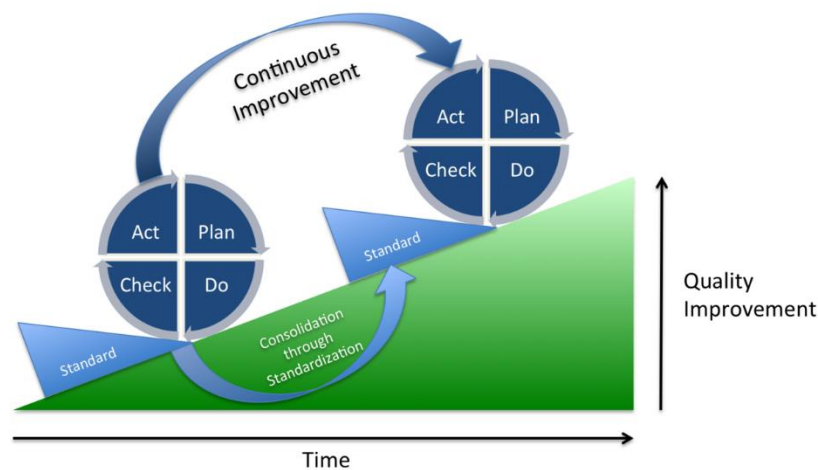 Continuous
Improvement
Act
Plan
Check
Do
Act
Plan
Check
Do
Standard
Standard
Consolidation
through
Standardization
Quality
Improvement
Time